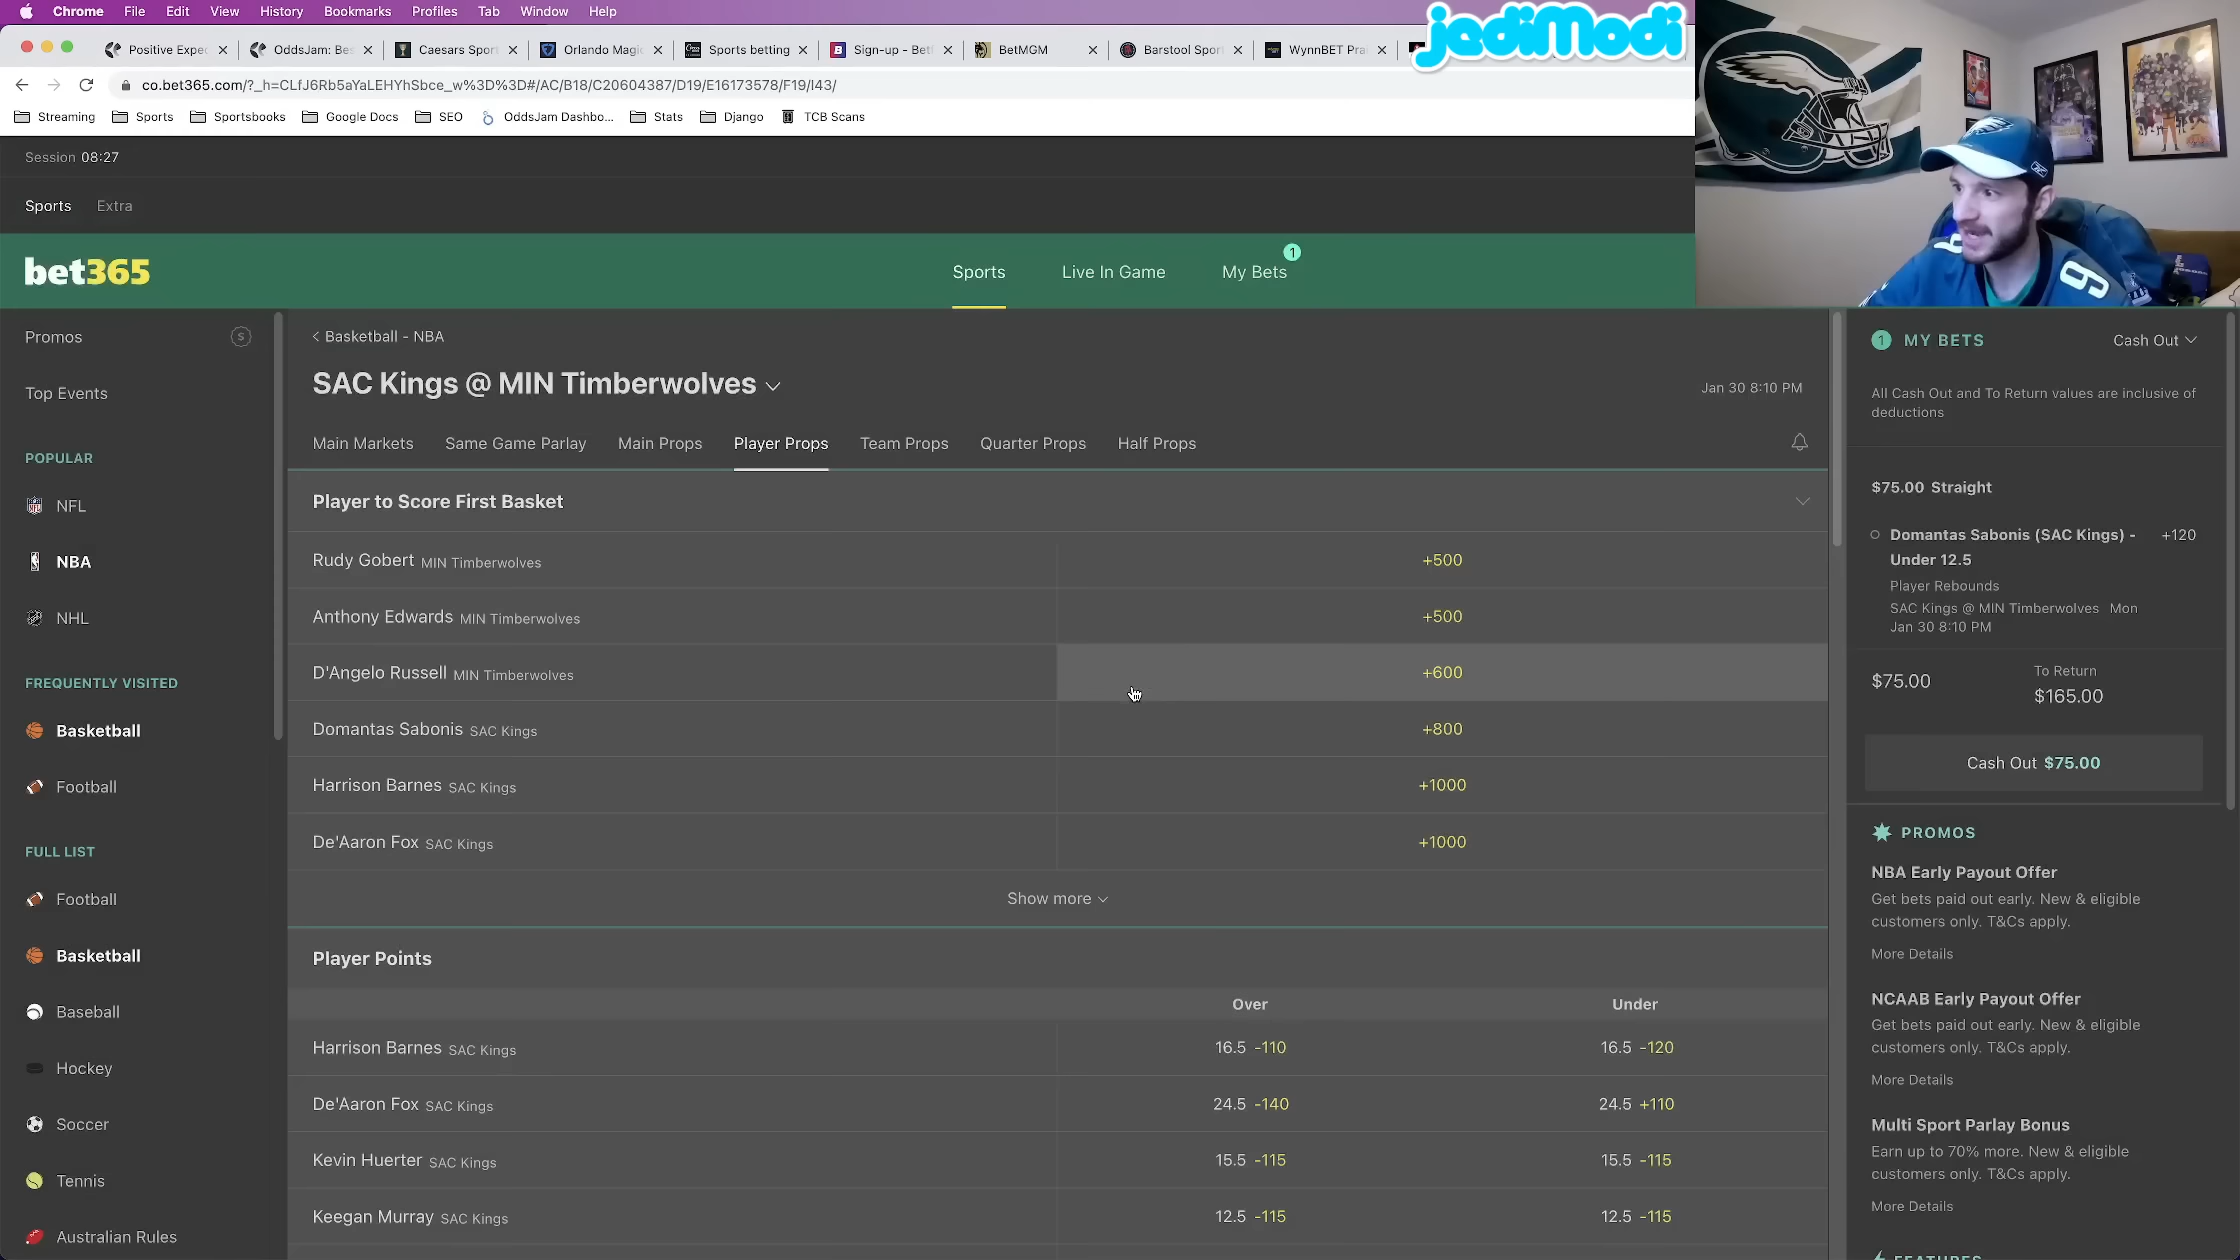 Chrome File Edit View History Bookmarks Profiles Tab Window Help
jediModi
Positive Expec OddsJam: Bes Caesars Sport Orlando Magic Sports betting Sign-up - Betf BetMGM Barstool Sport WynnBET Prai
co.bet365.com/?_h=CLfJ6Rb5aYaLEHYhSbce_w%3D%3D#/AC/B18/C20604387/D19/E16173578/F19/I43/
Streaming Sports Sportsbooks Google Docs SEO OddsJam Dashbo... Stats Django TCB Scans
Session 08:27
Sports Extra
bet365
Sports Live In Game My Bets 1
Promos S
Top Events
POPULAR
NFL
NBA
NHL
FREQUENTLY VISITED
Basketball
Football
FULL LIST
Football
Basketball
Baseball
Hockey
Soccer
Tennis
Australian Rules
< Basketball - NBA
SAC Kings @ MIN Timberwolves
Jan 30 8:10 PM
Main Markets Same Game Parlay Main Props Player Props Team Props Quarter Props Half Props
Player to Score First Basket
Rudy Gobert MIN Timberwolves +500
Anthony Edwards MIN Timberwolves +500
D'Angelo Russell MIN Timberwolves +600
Domantas Sabonis SAC Kings +800
Harrison Barnes SAC Kings +1000
De'Aaron Fox SAC Kings +1000
Show more
Player Points
Over Under
Harrison Barnes SAC Kings 16.5 -110 16.5 -120
De'Aaron Fox SAC Kings 24.5 -140 24.5 +110
Kevin Huerter SAC Kings 15.5 -115 15.5 -115
Keegan Murray SAC Kings 12.5 -115 12.5 -115
1 MY BETS Cash Out
All Cash Out and To Return values are inclusive of
deductions
$75.00 Straight
Domantas Sabonis (SAC Kings) - +120
Under 12.5
Player Rebounds
SAC Kings @ MIN Timberwolves Mon
Jan 30 8:10 PM
To Return
$75.00 $165.00
Cash Out $75.00
PROMOS
NBA Early Payout Offer
Get bets paid out early. New & eligible
customers only. T&Cs apply.
More Details
NCAAB Early Payout Offer
Get bets paid out early. New & eligible
customers only. T&Cs apply.
More Details
Multi Sport Parlay Bonus
Earn up to 70% more. New & eligible
customers only. T&Cs apply.
More Details
FEATURES